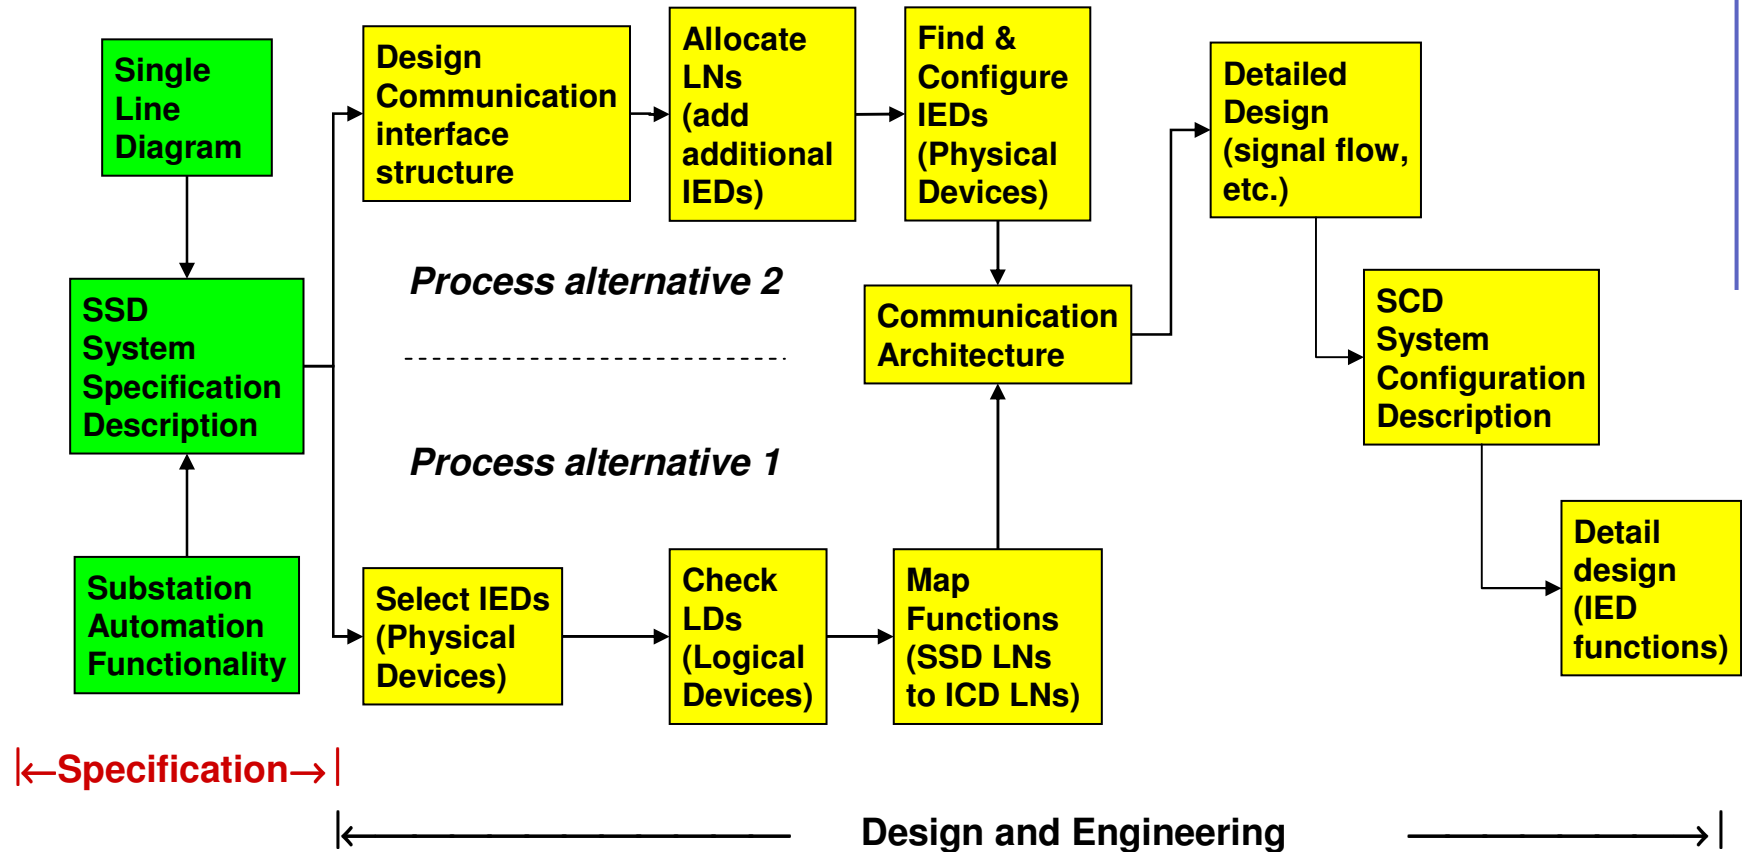 Single
Line
Diagram
SSD
System
Specification
Description
Substation
Automation
Functionality
Design
Communication
interface
structure
Allocate
LNs
(add
additional
IEDs)
Find &
Configure
IEDs
(Physical
Devices)
Process alternative 2
Process alternative 1
Select IEDs
(Physical
Devices)
Check
LDs
(Logical
Devices)
Map
Functions
(SSD LNs
to ICD LNs)
Communication
Architecture
Detailed
Design
(signal flow,
etc.)
SCD
System
Configuration
Description
Detail
design
(IED
functions)
Specification
Design and Engineering